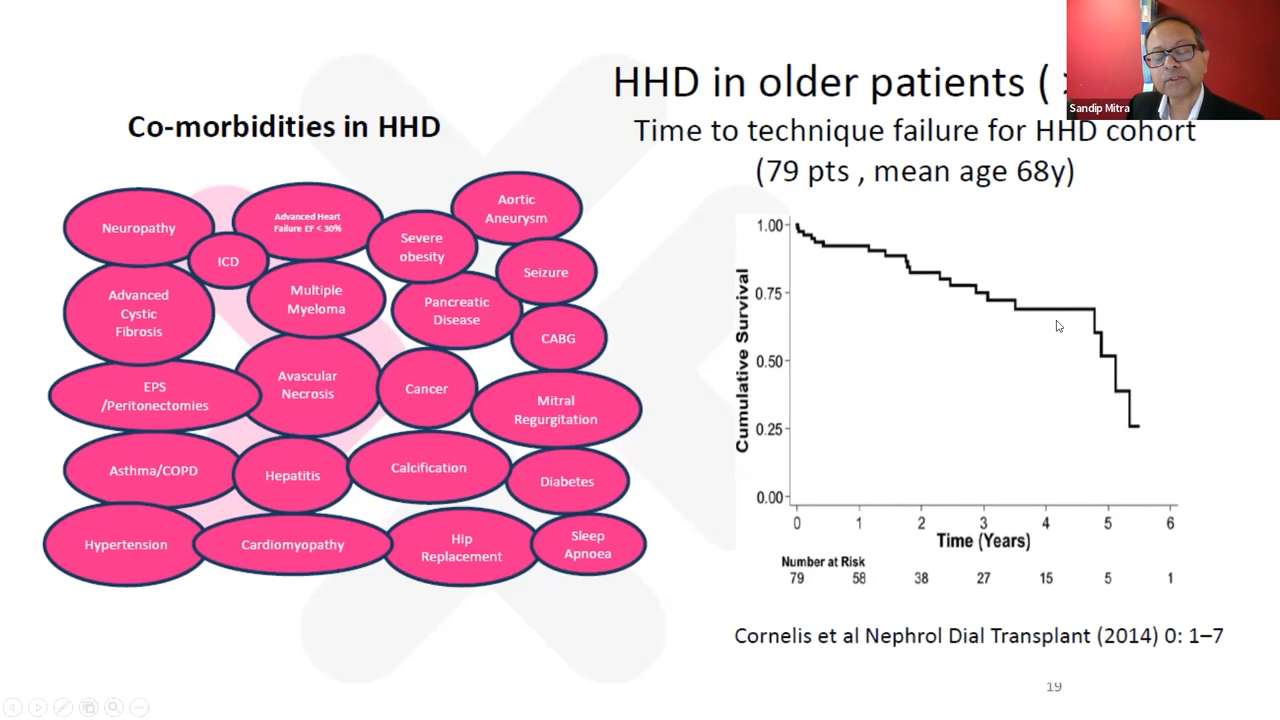 HHD in older patients (
Sandip Mitra
Co-morbidities in HHD
Time to technique failure for HHD cohort
(79 pts , mean age 68y)
Neuropathy
ICD
Advanced Heart
Failure EF < 30%
Severe
obesity
Aortic
Aneurysm
Seizure
Advanced
Cystic
Fibrosis
Multiple
Myeloma
Pancreatic
Disease
CABG
EPS
/Peritonectomies
Avascular
Necrosis
Cancer
Mitral
Regurgitation
Asthma/COPD
Hepatitis
Calcification
Diabetes
Hypertension
Cardiomyopathy
Hip
Replacement
Sleep
Apnoea
Cumulative Survival
1.00
0.75
0.50
0.25
0.00
0 1 2 3 4 5 6
Time (Years)
Number at Risk
79 58 38 27 15 5 1
Cornelis et al Nephrol Dial Transplant (2014) 0: 1–7
19